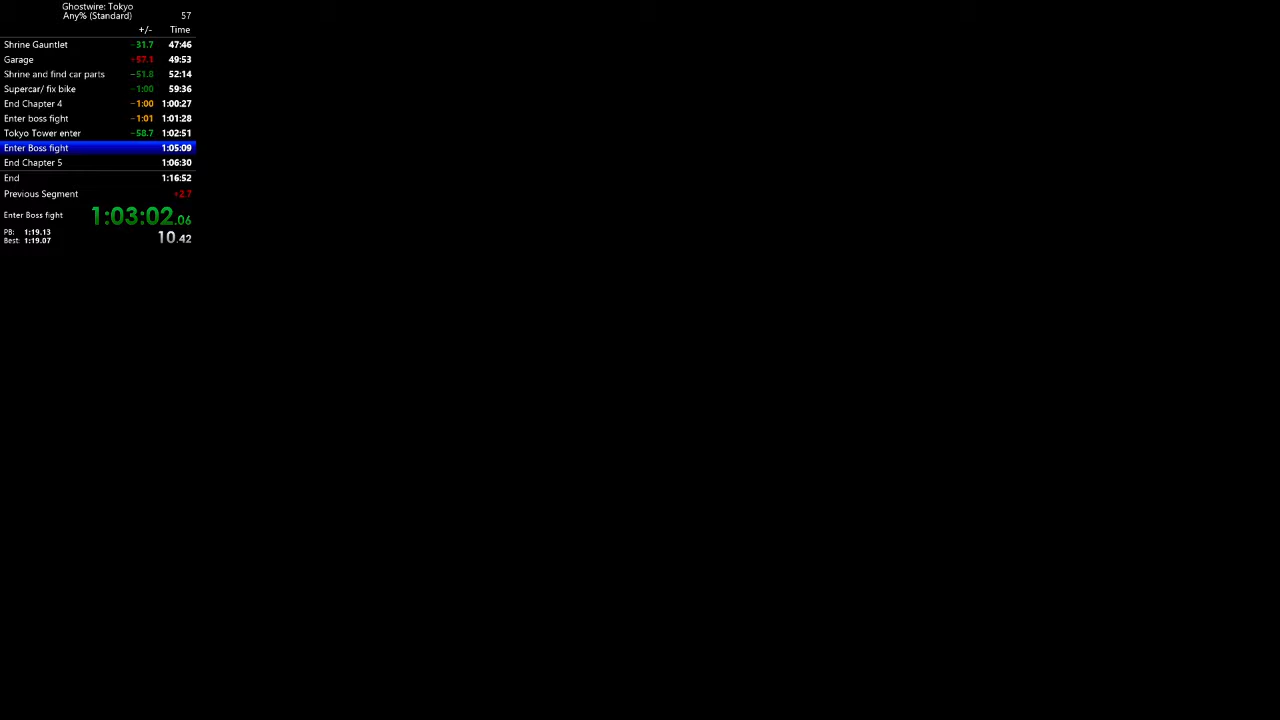 Ghostwire: Tokyo
Any% (Standard) 57
+/- Time
Shrine Gauntlet −31.7 47:46
Garage +57.1 49:53
Shrine and find car parts −51.8 52:14
Supercar/ fix bike −1:00 59:36
End Chapter 4 −1:00 1:00:27
Enter boss fight −1:01 1:01:28
Tokyo Tower enter −58.7 1:02:51
Enter Boss fight 1:05:09
End Chapter 5 1:06:30
End 1:16:52
Previous Segment +2.7
Enter Boss fight 1:03:02.06
PB: 1:19.13
Best: 1:19.07 10.42